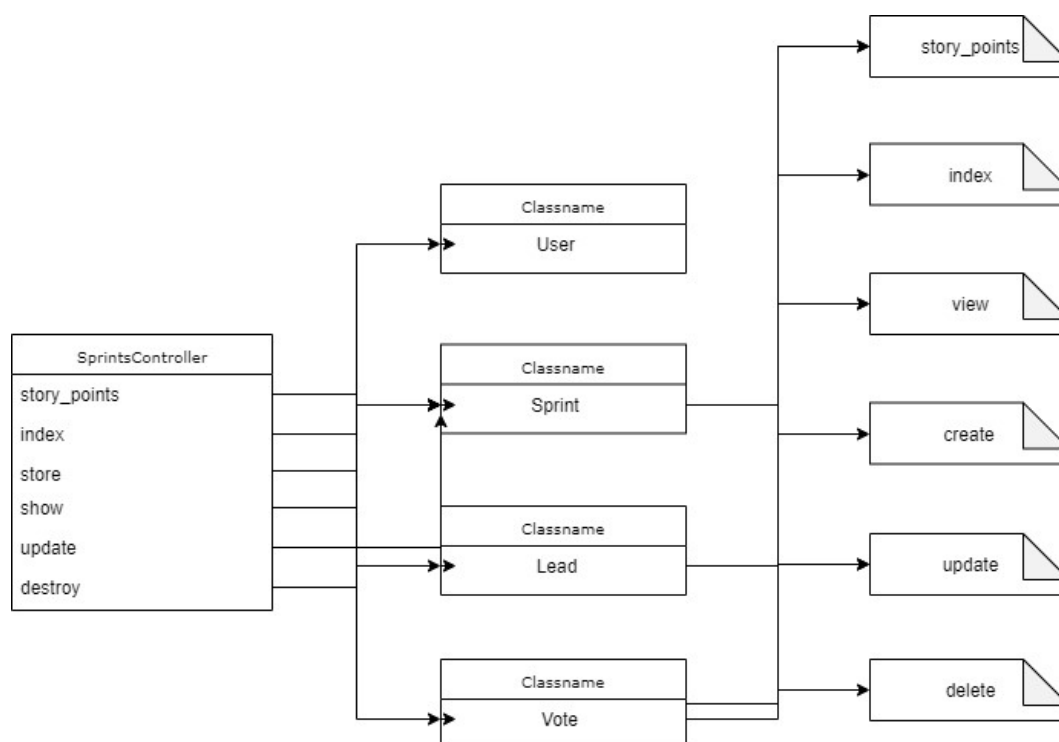 SprintsController
story_points
index
store
show
update
destroy
Classname
User
Classname
Sprint
Classname
Lead
Classname
Vote
story_points
index
view
create
update
delete